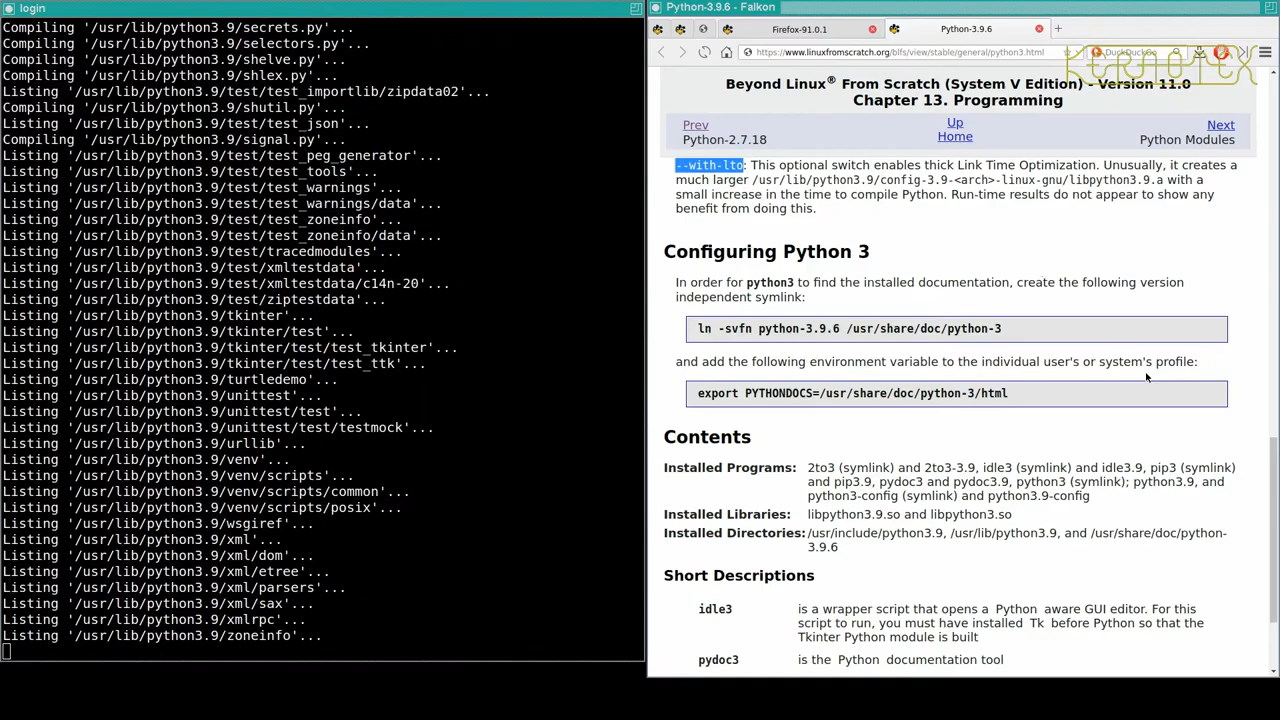 login
Compiling '/usr/lib/python3.9/secrets.py'...
Compiling '/usr/lib/python3.9/selectors.py'...
Compiling '/usr/lib/python3.9/shelve.py'...
Compiling '/usr/lib/python3.9/shlex.py'...
Listing '/usr/lib/python3.9/test/test_importlib/zipdata02'...
Compiling '/usr/lib/python3.9/shutil.py'...
Listing '/usr/lib/python3.9/test/test_json'...
Compiling '/usr/lib/python3.9/signal.py'...
Listing '/usr/lib/python3.9/test/test_peg_generator'...
Listing '/usr/lib/python3.9/test/test_tools'...
Listing '/usr/lib/python3.9/test/test_warnings'...
Listing '/usr/lib/python3.9/test/test_warnings/data'...
Listing '/usr/lib/python3.9/test/test_zoneinfo'...
Listing '/usr/lib/python3.9/test/test_zoneinfo/data'...
Listing '/usr/lib/python3.9/test/tracedmodules'...
Listing '/usr/lib/python3.9/test/xmltestdata'...
Listing '/usr/lib/python3.9/test/xmltestdata/c14n-20'...
Listing '/usr/lib/python3.9/test/ziptestdata'...
Listing '/usr/lib/python3.9/tkinter'...
Listing '/usr/lib/python3.9/tkinter/test'...
Listing '/usr/lib/python3.9/tkinter/test/test_tkinter'...
Listing '/usr/lib/python3.9/tkinter/test/test_ttk'...
Listing '/usr/lib/python3.9/turtledemo'...
Listing '/usr/lib/python3.9/unittest'...
Listing '/usr/lib/python3.9/unittest/test'...
Listing '/usr/lib/python3.9/unittest/test/testmock'...
Listing '/usr/lib/python3.9/urllib'...
Listing '/usr/lib/python3.9/venv'...
Listing '/usr/lib/python3.9/venv/scripts'...
Listing '/usr/lib/python3.9/venv/scripts/common'...
Listing '/usr/lib/python3.9/venv/scripts/posix'...
Listing '/usr/lib/python3.9/wsgiref'...
Listing '/usr/lib/python3.9/xml'...
Listing '/usr/lib/python3.9/xml/dom'...
Listing '/usr/lib/python3.9/xml/etree'...
Listing '/usr/lib/python3.9/xml/parsers'...
Listing '/usr/lib/python3.9/xml/sax'...
Listing '/usr/lib/python3.9/xmlrpc'...
Listing '/usr/lib/python3.9/zoneinfo'...
Python-3.9.6 - Falkon
Firefox-91.0.1
Python-3.9.6
https://www.linuxfromscratch.org/blfs/view/stable/general/python3.html
DuckDuckGo
KERNOTEX
Beyond Linux® From Scratch (System V Edition) - Version 11.0
Chapter 13. Programming
Prev Up Next
Python-2.7.18 Home Python Modules
--with-lto: This optional switch enables thick Link Time Optimization. Unusually, it creates a
much larger /usr/lib/python3.9/config-3.9-<arch>-linux-gnu/libpython3.9.a with a
small increase in the time to compile Python. Run-time results do not appear to show any
benefit from doing this.
Configuring Python 3
In order for python3 to find the installed documentation, create the following version
independent symlink:
ln -svfn python-3.9.6 /usr/share/doc/python-3
and add the following environment variable to the individual user's or system's profile:
export PYTHONDOCS=/usr/share/doc/python-3/html
Contents
Installed Programs: 2to3 (symlink) and 2to3-3.9, idle3 (symlink) and idle3.9, pip3 (symlink)
and pip3.9, pydoc3 and pydoc3.9, python3 (symlink); python3.9, and
python3-config (symlink) and python3.9-config
Installed Libraries: libpython3.9.so and libpython3.so
Installed Directories: /usr/include/python3.9, /usr/lib/python3.9, and /usr/share/doc/python-
3.9.6
Short Descriptions
idle3 is a wrapper script that opens a Python aware GUI editor. For this
script to run, you must have installed Tk before Python so that the
Tkinter Python module is built
pydoc3 is the Python documentation tool